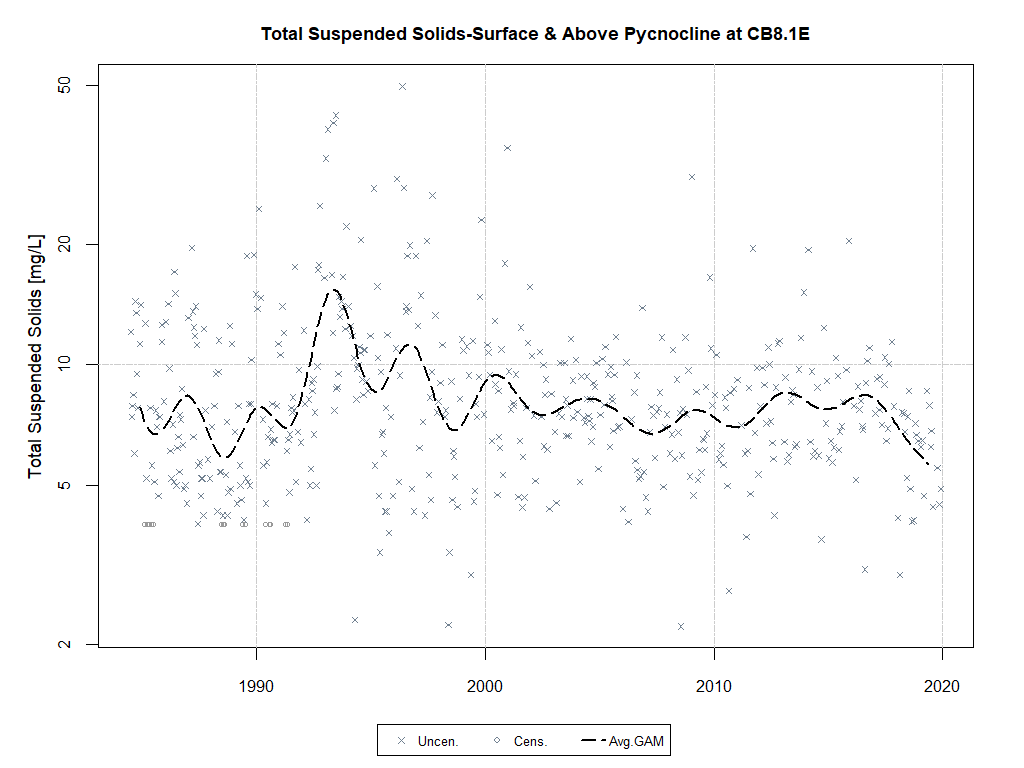 Total Suspended Solids-Surface & Above Pycnocline at CB8.1E
Total Suspended Solids [mg/L]
50
20
10
5
2
1990 2000 2010 2020
Uncen. Cens. Avg.GAM